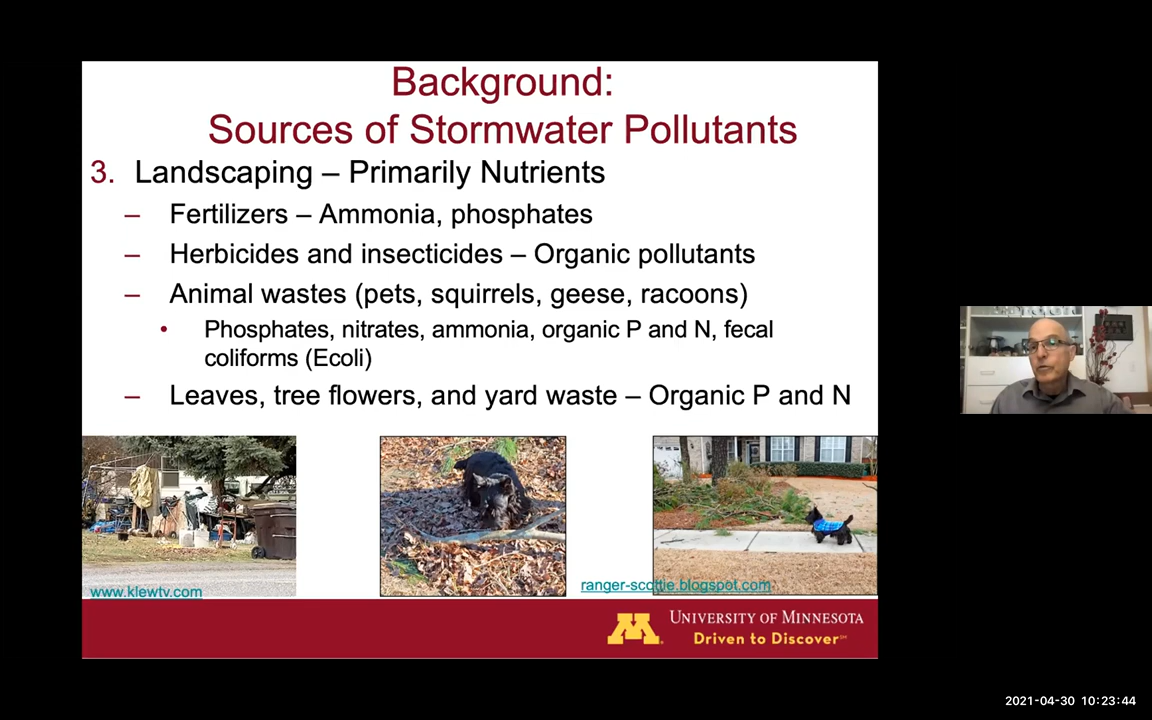 Background:
Sources of Stormwater Pollutants
3. Landscaping – Primarily Nutrients
– Fertilizers – Ammonia, phosphates
– Herbicides and insecticides – Organic pollutants
– Animal wastes (pets, squirrels, geese, racoons)
• Phosphates, nitrates, ammonia, organic P and N, fecal
coliforms (Ecoli)
– Leaves, tree flowers, and yard waste – Organic P and N
www.klewtv.com
ranger-scottie.blogspot.com
M
UNIVERSITY OF MINNESOTA
Driven to Discover℠
2021-04-30 10:23:44